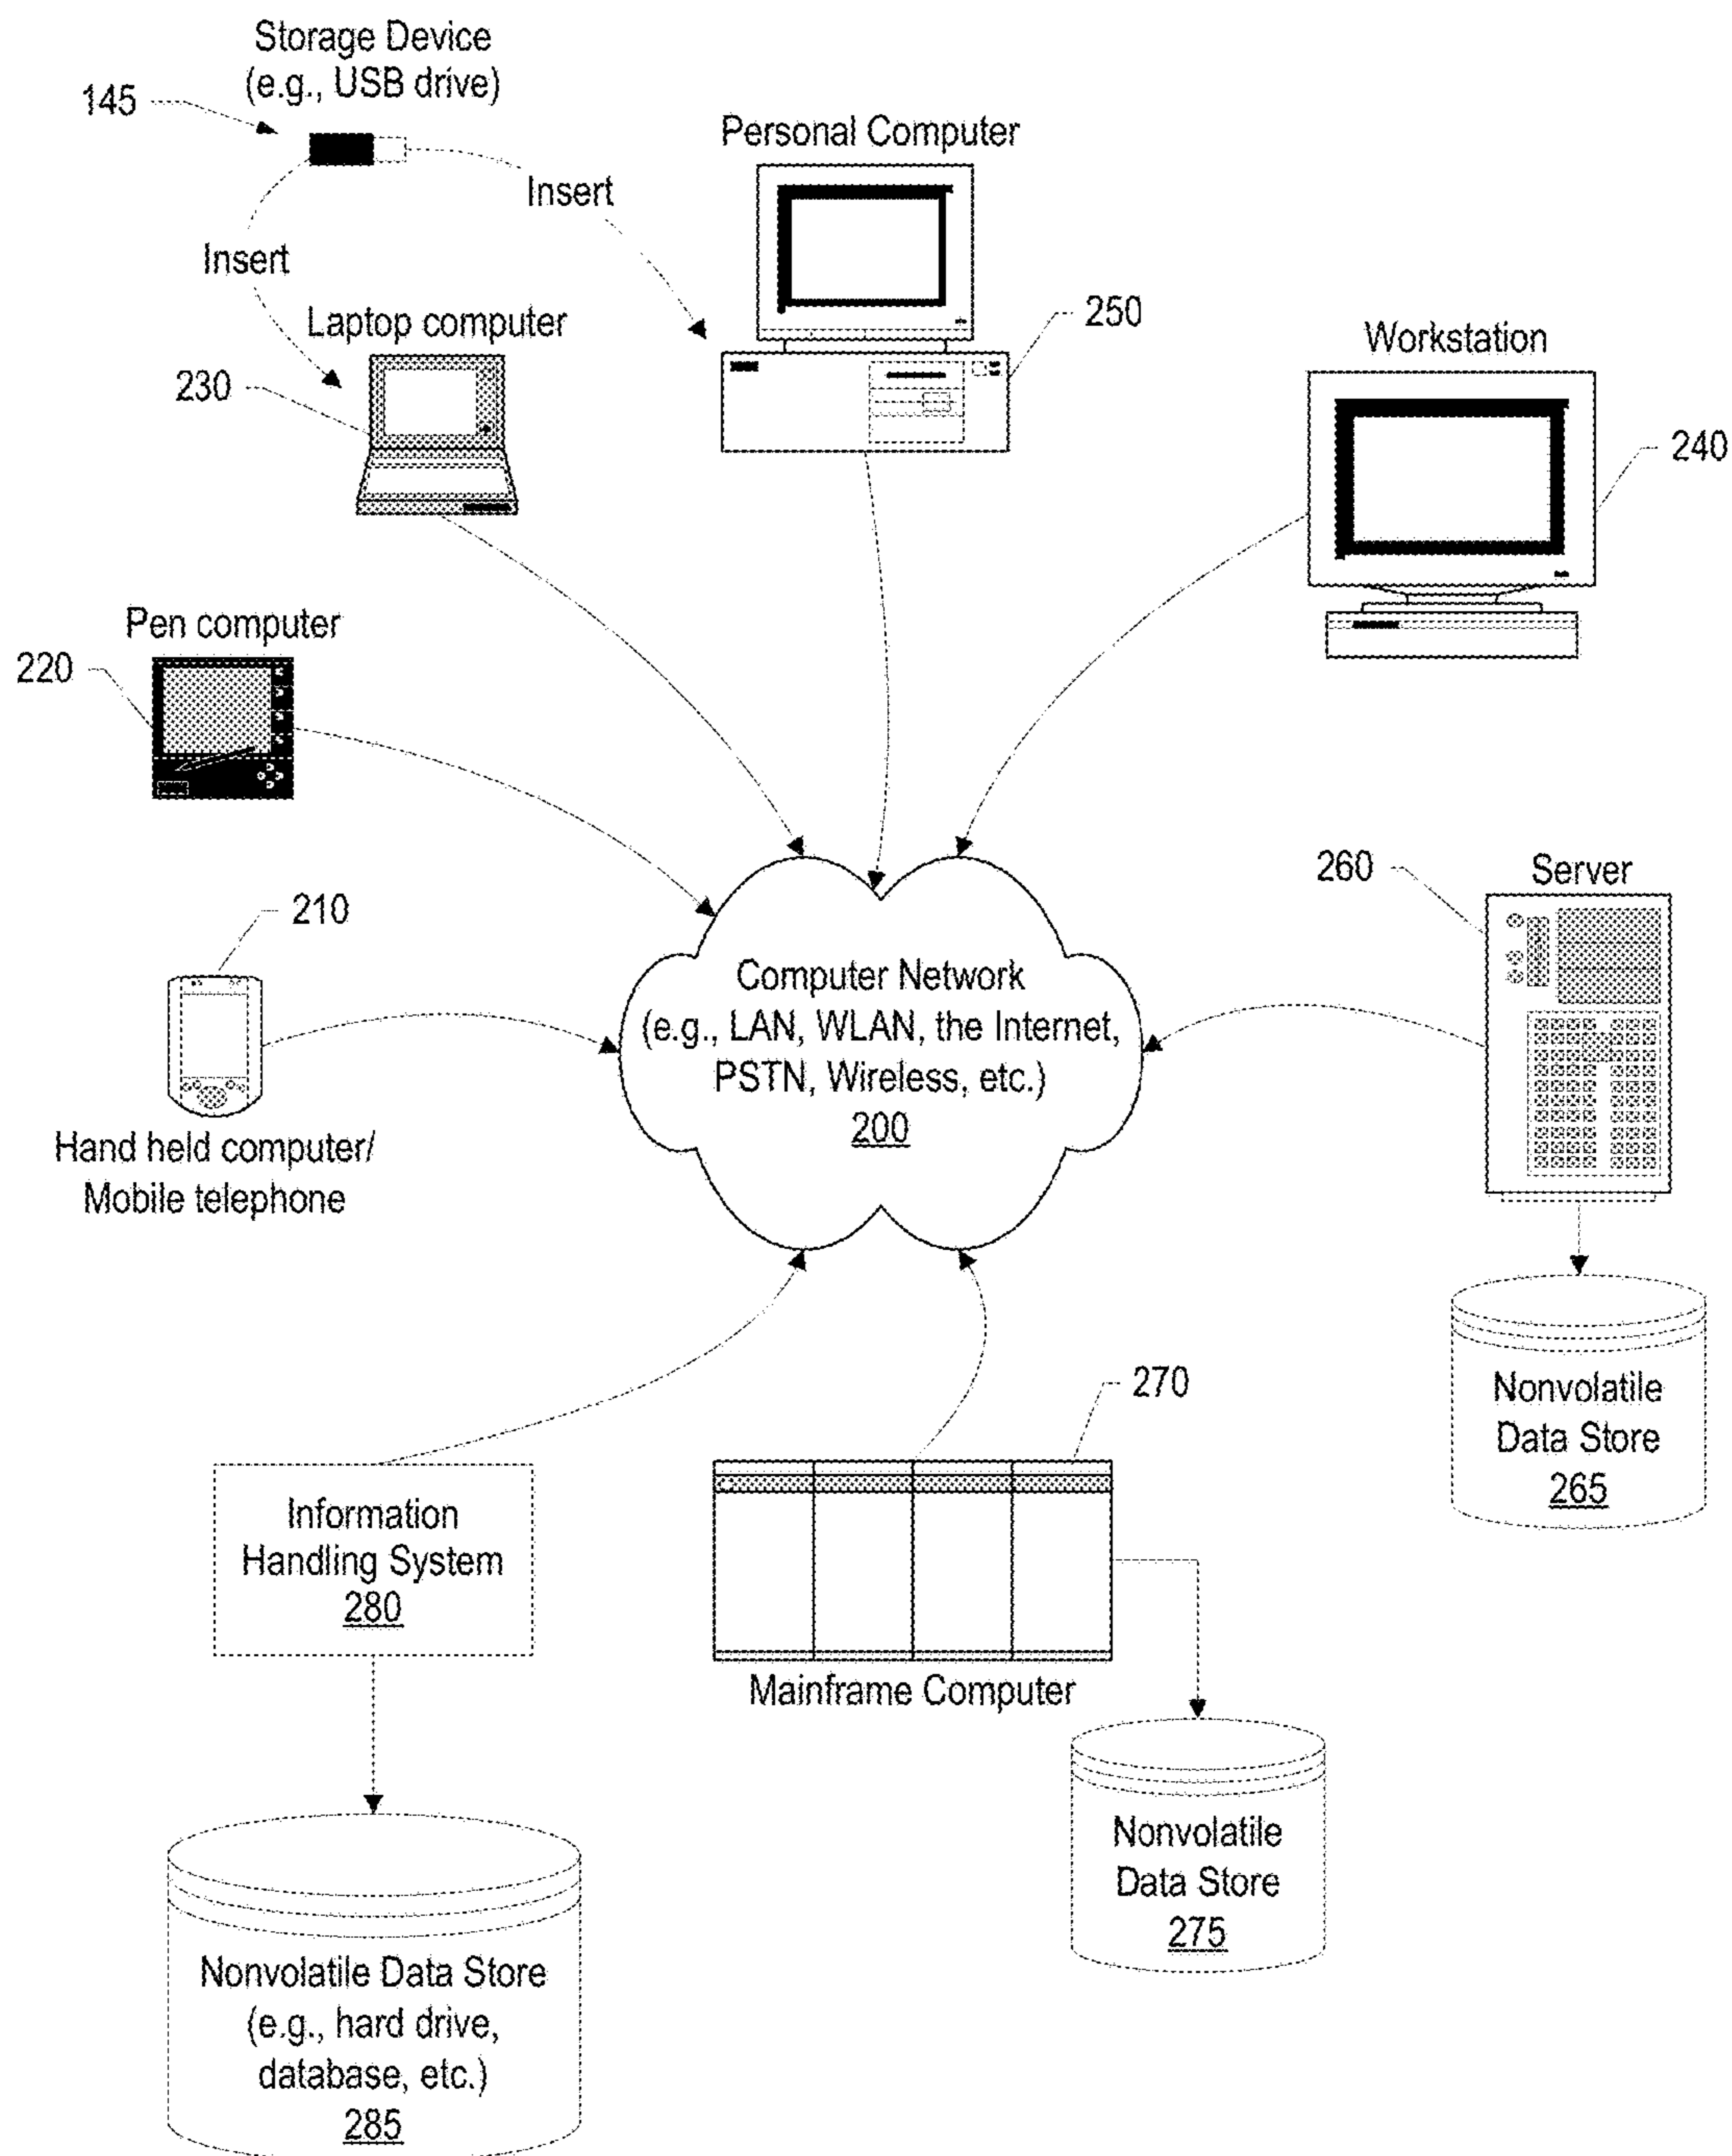 Storage Device
(e.g., USB drive)
145
Personal Computer
Insert
Insert
Laptop computer
250
Workstation
230
240
Pen computer
220
260
Server
210
Computer Network
(e.g., LAN, WLAN, the Internet,
PSTN, Wireless, etc.)
200
Hand held computer/
Mobile telephone
270
Nonvolatile
Data Store
265
Information
Handling System
280
Mainframe Computer
Nonvolatile
Data Store
275
Nonvolatile Data Store
(e.g., hard drive,
database, etc.)
285